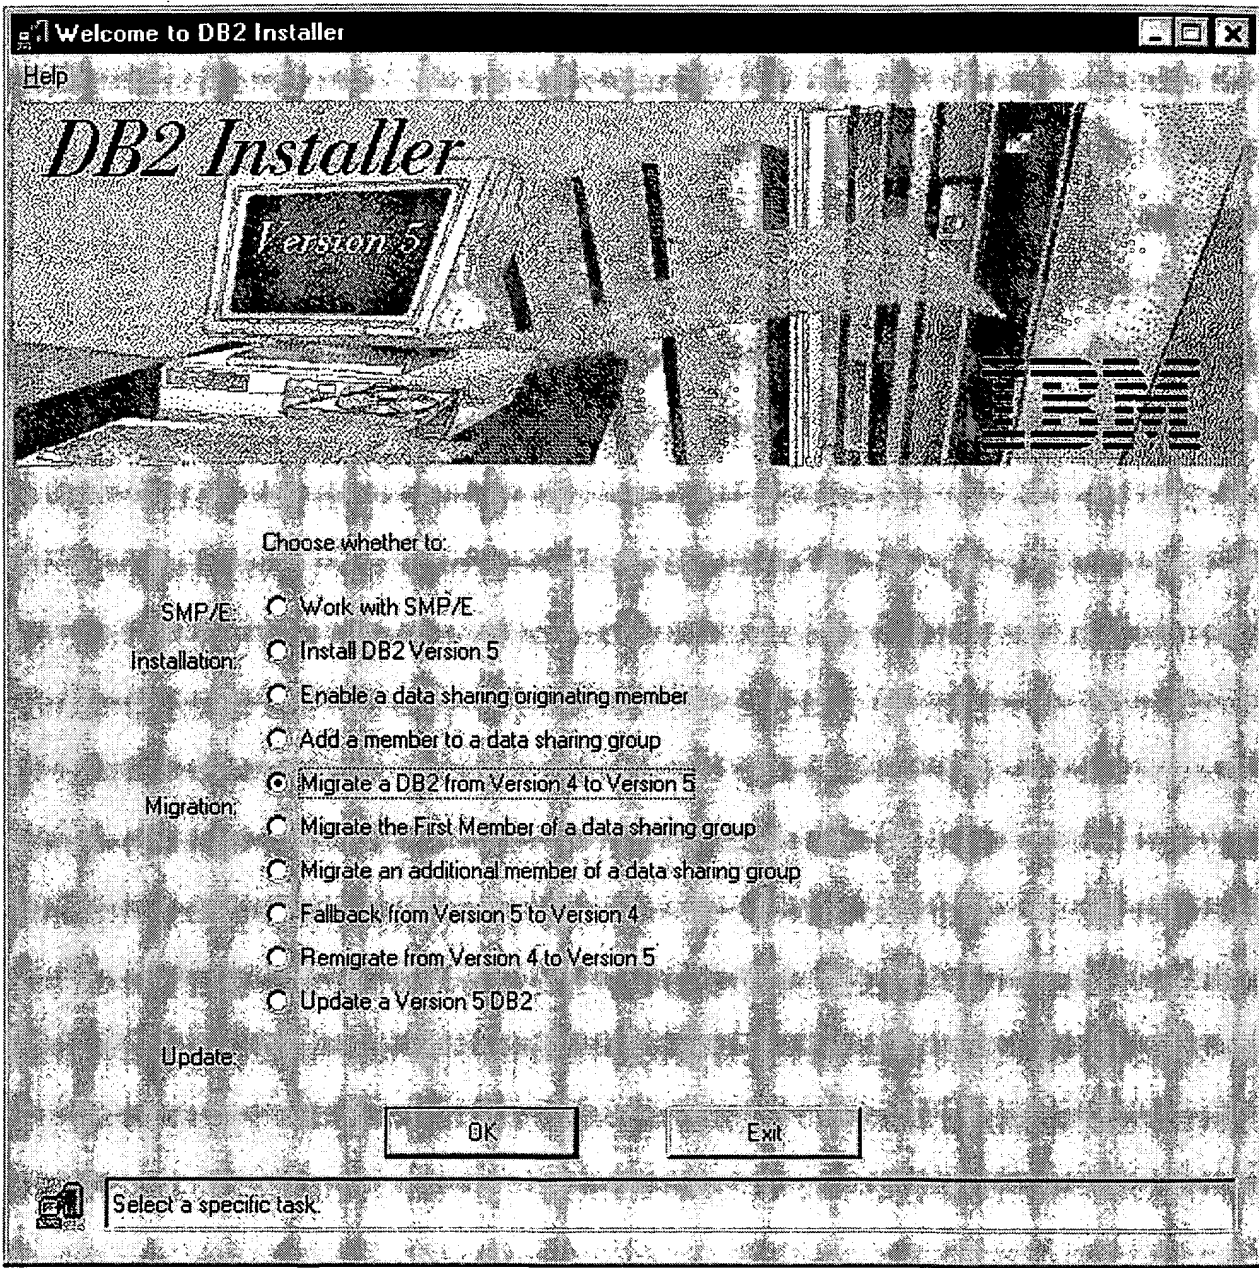 Welcome to DB2 Installer
Help
DB2 Installer
Version 5
IBM
Choose whether to:
SMP/E: Work with SMP/E
Installation: Install DB2 Version 5
Enable a data sharing originating member
Add a member to a data sharing group
Migration: Migrate a DB2 from Version 4 to Version 5
Migrate the First Member of a data sharing group
Migrate an additional member of a data sharing group
Fallback from Version 5 to Version 4
Remigrate from Version 4 to Version 5
Update a Version 5 DB2
Update:
OK Exit
Select a specific task.